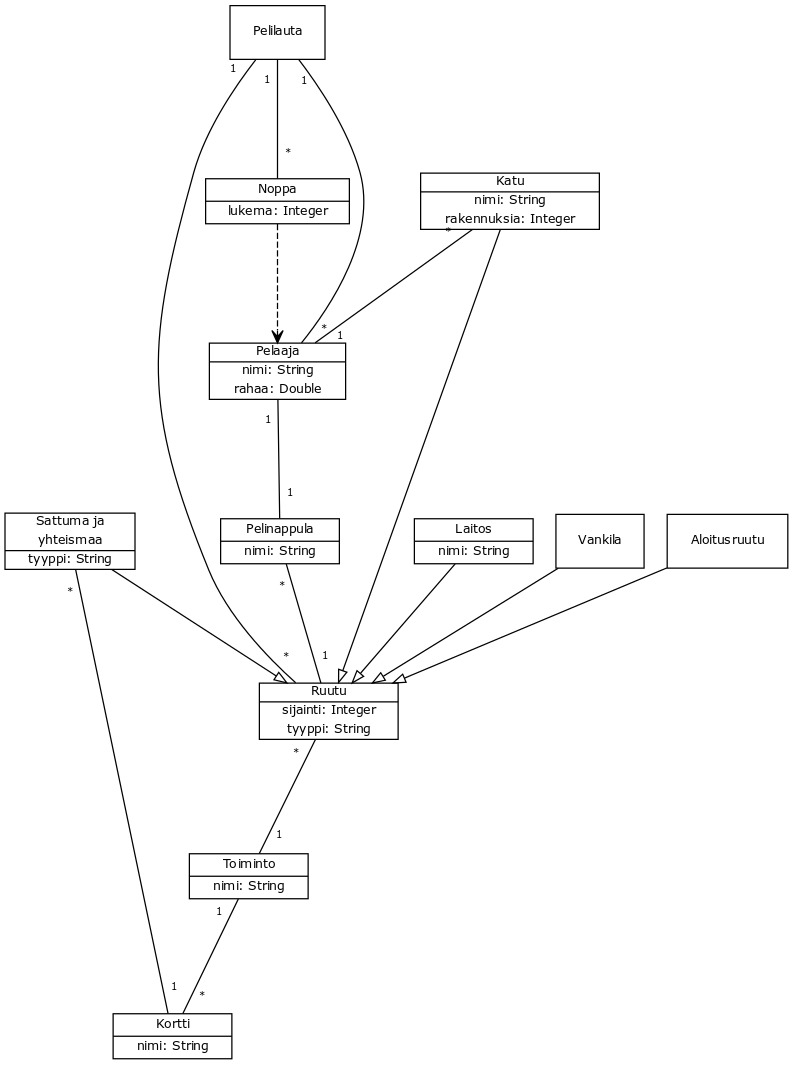 Pelilauta
1
1
1
*
Noppa
lukema: Integer
Katu
nimi: String
rakennuksia: Integer
*
*
1
Pelaaja
nimi: String
rahaa: Double
1
1
Sattuma ja
yhteismaa
tyyppi: String
Pelinappula
nimi: String
Laitos
nimi: String
Vankila
Aloitusruutu
*
*
*
1
Ruutu
sijainti: Integer
tyyppi: String
*
1
Toiminto
nimi: String
1
1
*
Kortti
nimi: String